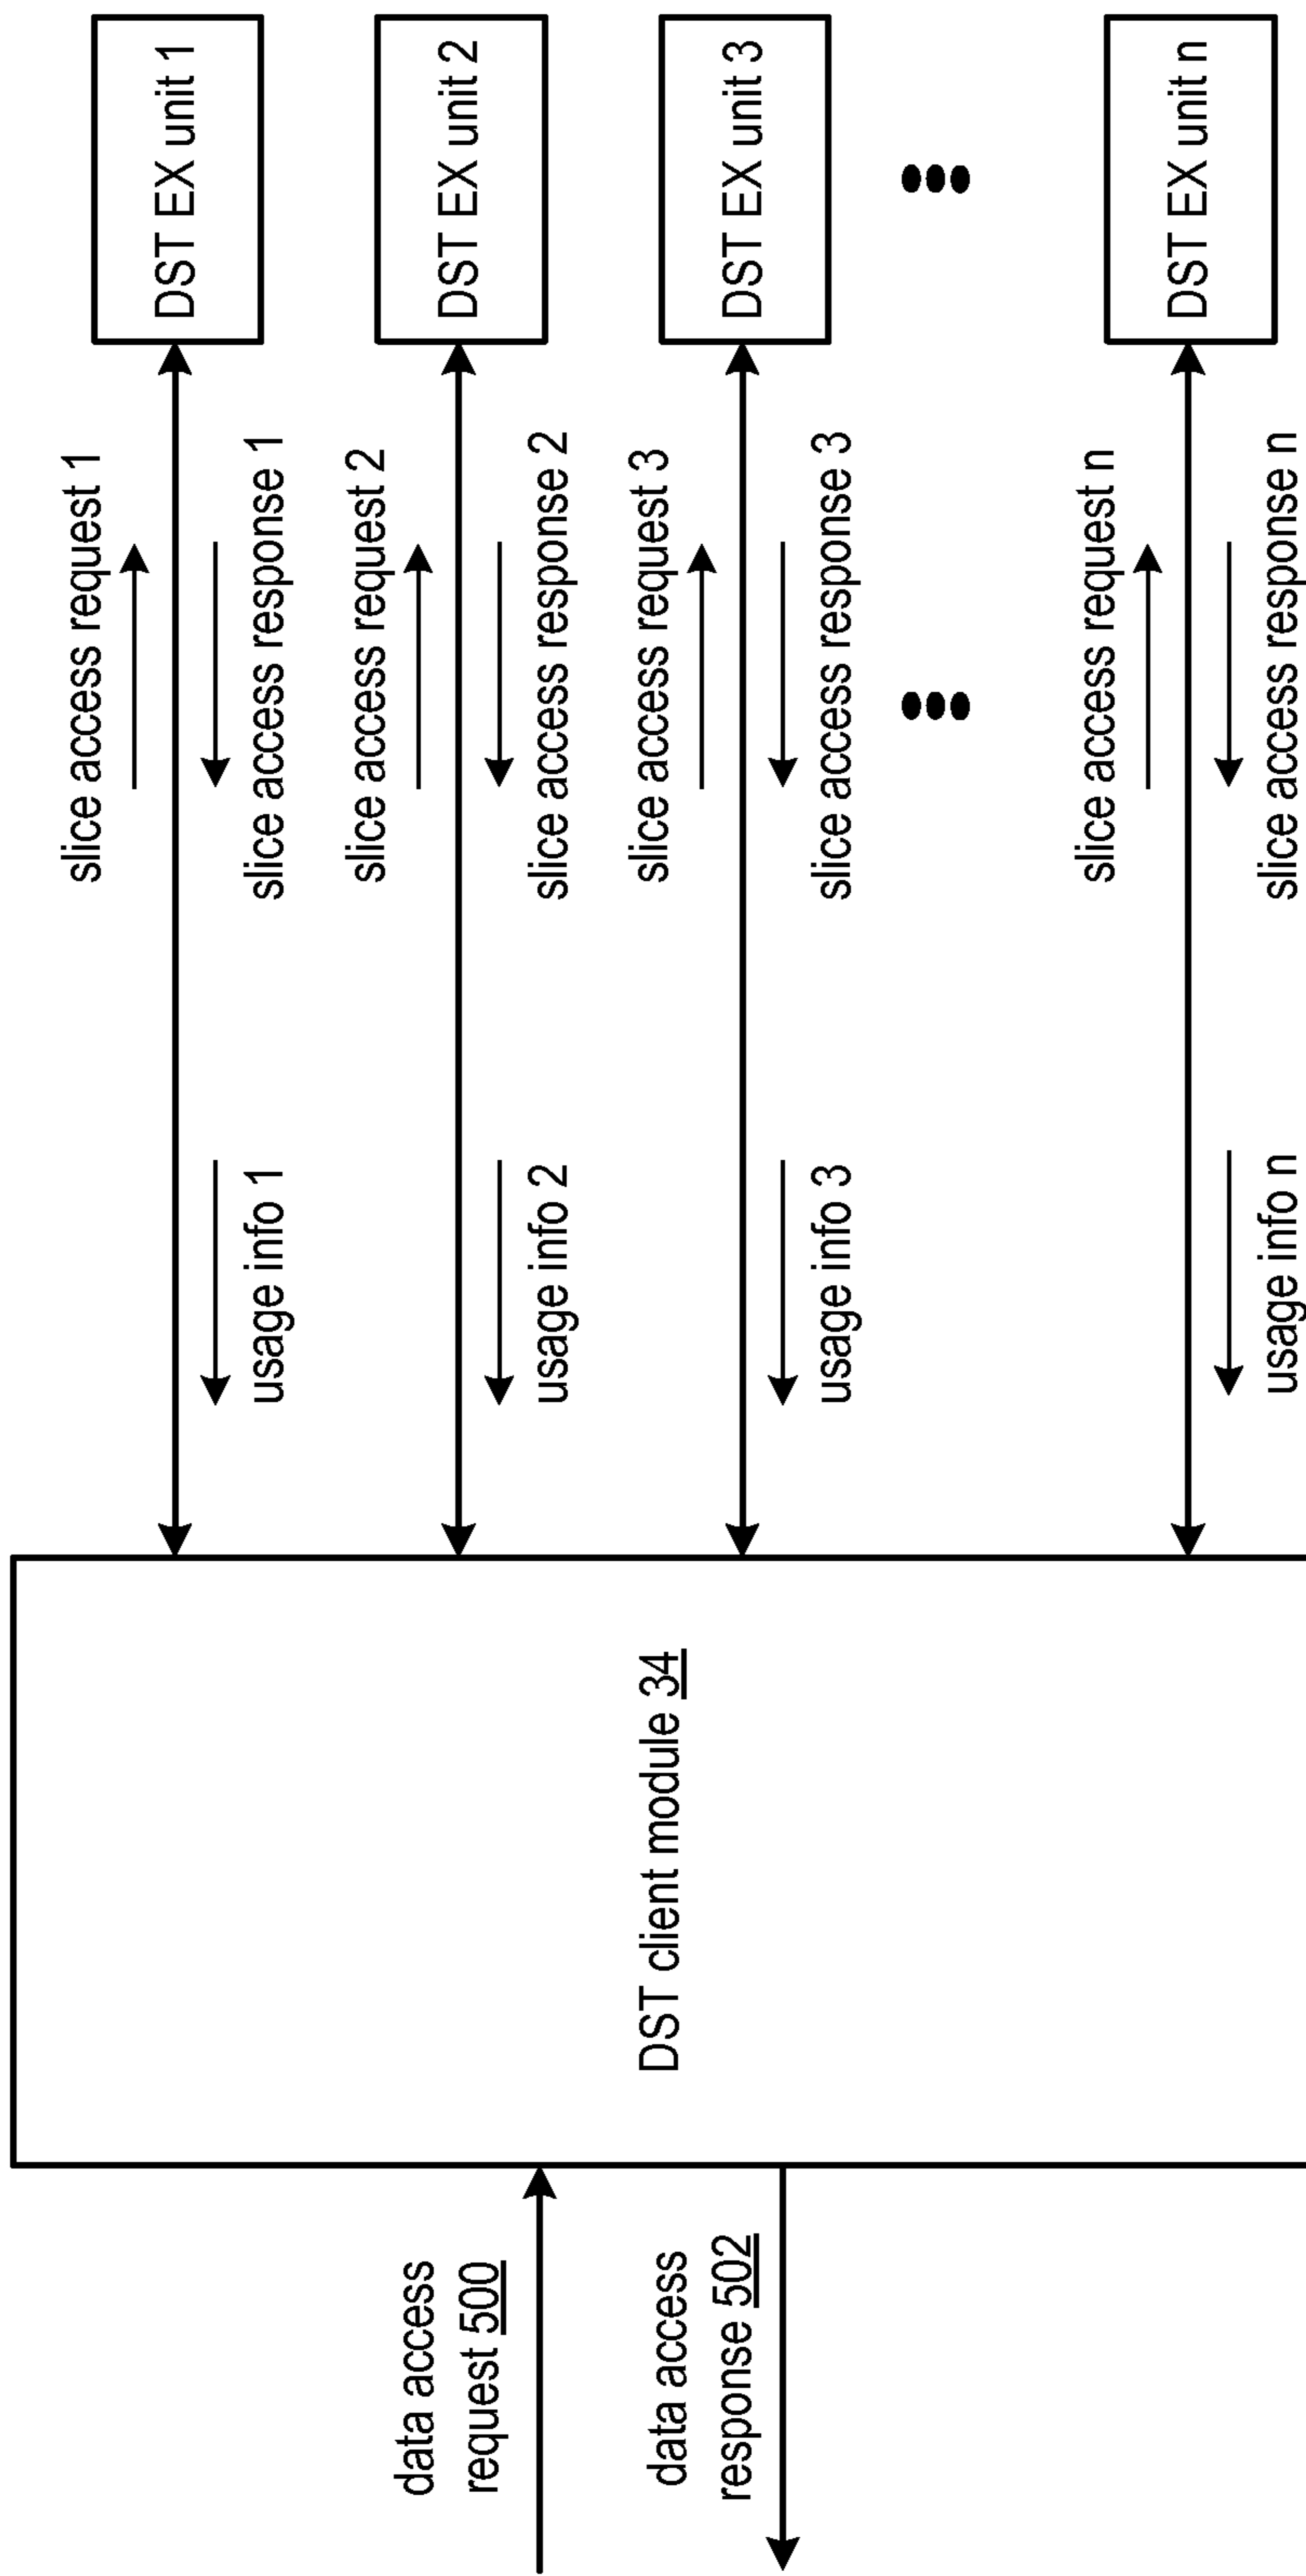 data access
request 500
data access
response 502
DST client module 34
usage info 1
slice access request 1
slice access response 1
DST EX unit 1
usage info 2
slice access request 2
slice access response 2
DST EX unit 2
usage info 3
slice access request 3
slice access response 3
DST EX unit 3
usage info n
slice access request n
slice access response n
DST EX unit n